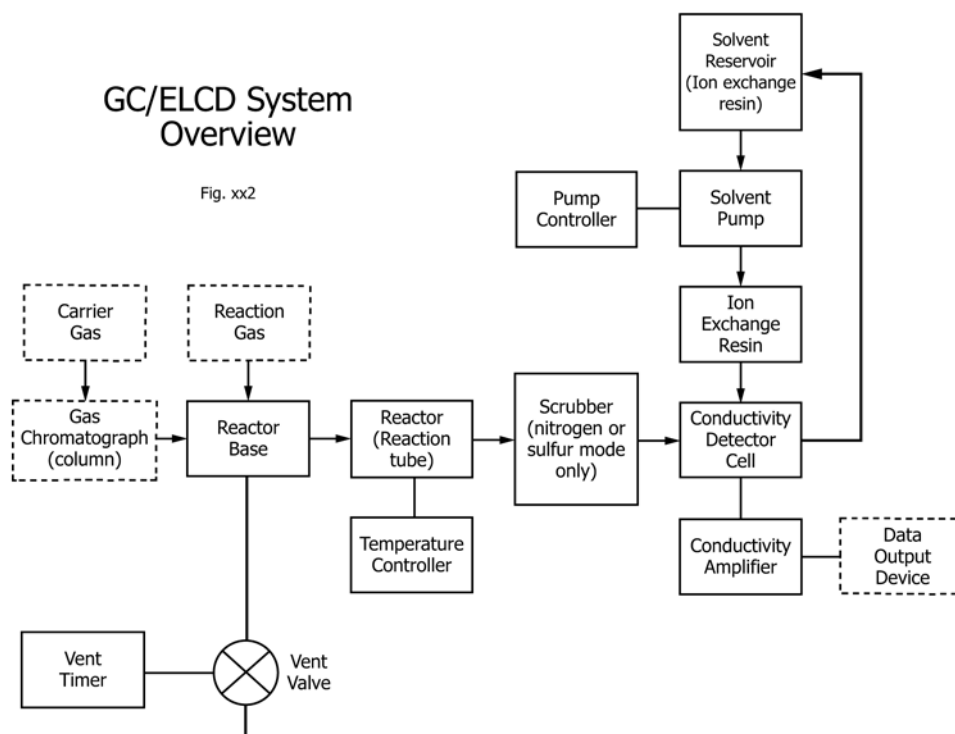 GC/ELCD System
Overview
Fig. xx2
Solvent
Reservoir
(Ion exchange
resin)
Pump
Controller
Solvent
Pump
Carrier
Gas
Reaction
Gas
Ion
Exchange
Resin
Gas
Chromatograph
(column)
Reactor
Base
Reactor
(Reaction
tube)
Scrubber
(nitrogen or
sulfur mode
only)
Conductivity
Detector
Cell
Temperature
Controller
Conductivity
Amplifier
Data
Output
Device
Vent
Timer
Vent
Valve